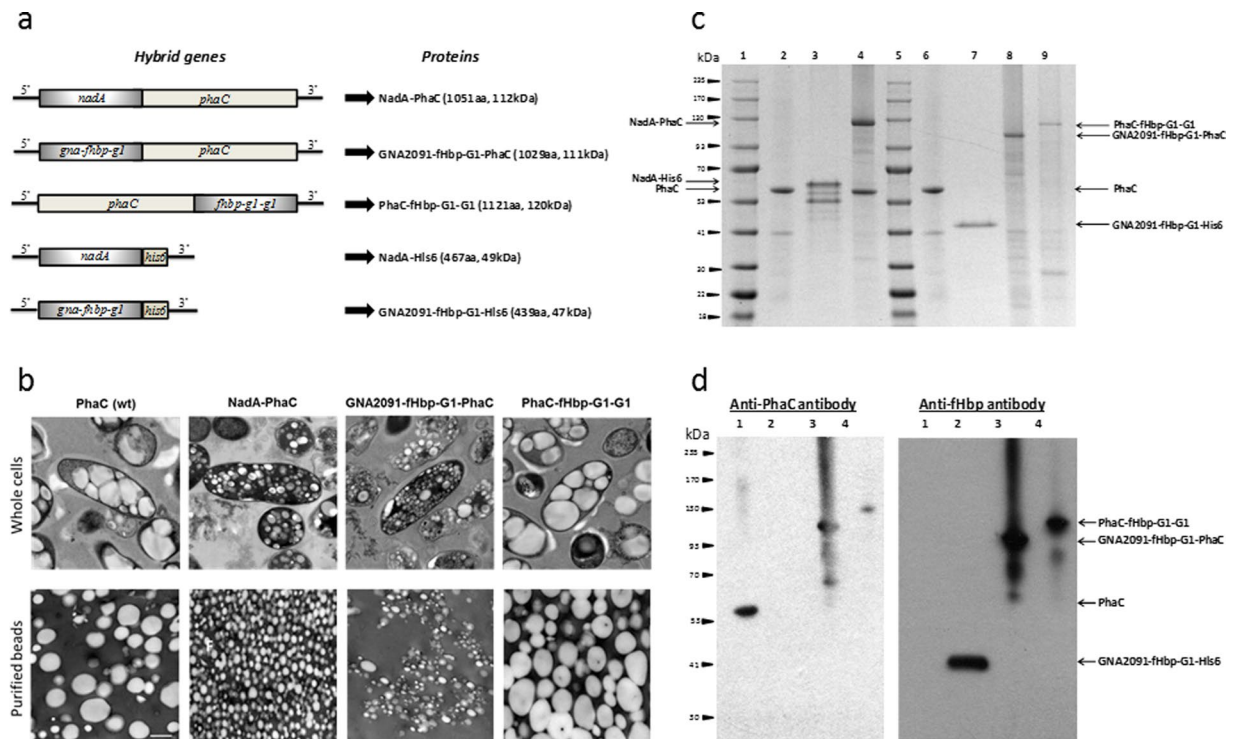 a
Hybrid genes
Proteins
5' nadA phaC 3'
NadA-PhaC (1051aa, 112kDa)
5' gna-fhbp-g1 phaC 3'
GNA2091-fHbp-G1-PhaC (1029aa, 111kDa)
5' phaC fhbp-g1-g1 3'
PhaC-fHbp-G1-G1 (1121aa, 120kDa)
5' nadA his6 3'
NadA-His6 (467aa, 49kDa)
5' gna-fhbp-g1 his6 3'
GNA2091-fHbp-G1-His6 (439aa, 47kDa)
b
PhaC (wt) NadA-PhaC GNA2091-fHbp-G1-PhaC PhaC-fHbp-G1-G1
Whole cells
Purified beads
c
kDa 1 2 3 4 5 6 7 8 9
225
170
130
92
70
53
41
30
22
18
NadA-PhaC
NadA-His6
PhaC
PhaC-fHbp-G1-G1
GNA2091-fHbp-G1-PhaC
PhaC
GNA2091-fHbp-G1-His6
d
Anti-PhaC antibody
Anti-fHbp antibody
kDa 1 2 3 4
1 2 3 4
225
170
130
95
70
55
41
30
PhaC-fHbp-G1-G1
GNA2091-fHbp-G1-PhaC
PhaC
GNA2091-fHbp-G1-His6